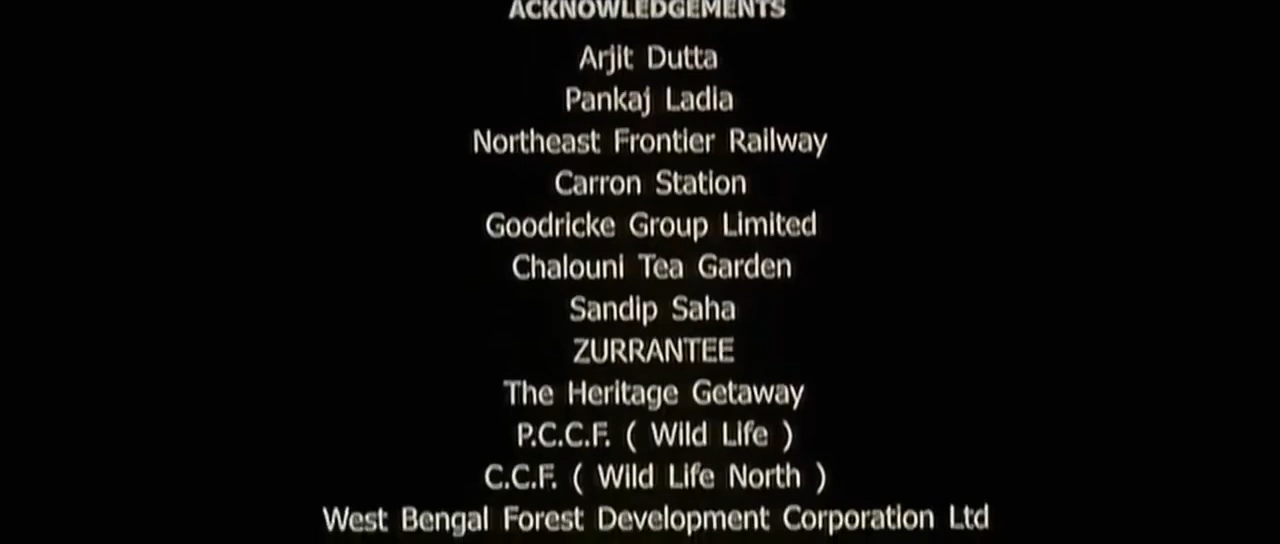 ACKNOWLEDGEMENTS
Arjit Dutta
Pankaj Ladia
Northeast Frontier Railway
Carron Station
Goodricke Group Limited
Chalouni Tea Garden
Sandip Saha
ZURRANTEE
The Heritage Getaway
P.C.C.F. ( Wild Life )
C.C.F. ( Wild Life North )
West Bengal Forest Development Corporation Ltd